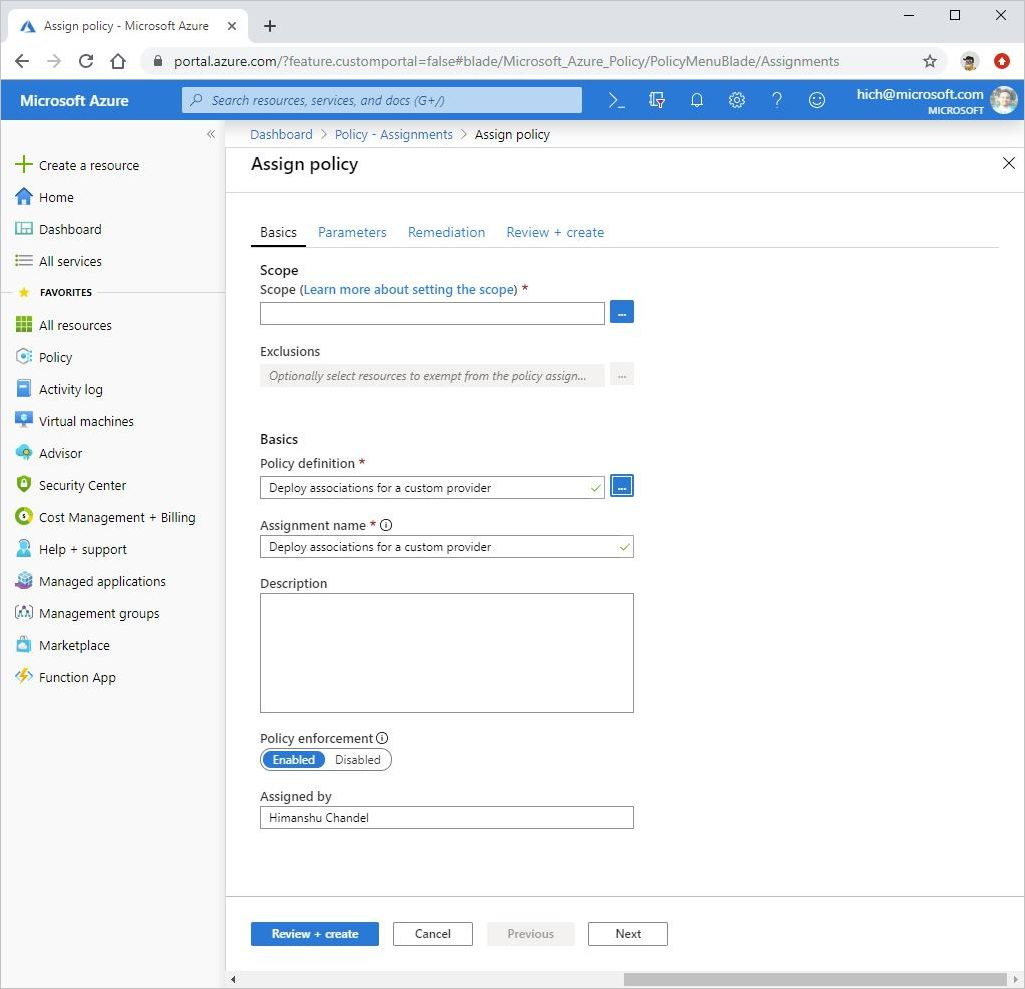 Assign policy - Microsoft Azure
portal.azure.com/?feature.customportal=false#blade/Microsoft_Azure_Policy/PolicyMenuBlade/Assignments
Microsoft Azure
Search resources, services, and docs (G+/)
hich@microsoft.com
MICROSOFT
Create a resource
Home
Dashboard
All services
FAVORITES
All resources
Policy
Activity log
Virtual machines
Advisor
Security Center
Cost Management + Billing
Help + support
Managed applications
Management groups
Marketplace
Function App
Dashboard > Policy - Assignments > Assign policy
Assign policy
Basics Parameters Remediation Review + create
Scope
Scope (Learn more about setting the scope) *
...
Exclusions
Optionally select resources to exempt from the policy assign... ...
Basics
Policy definition *
Deploy associations for a custom provider ...
Assignment name *
Deploy associations for a custom provider
Description
Policy enforcement
Enabled Disabled
Assigned by
Himanshu Chandel
Review + create Cancel Previous Next